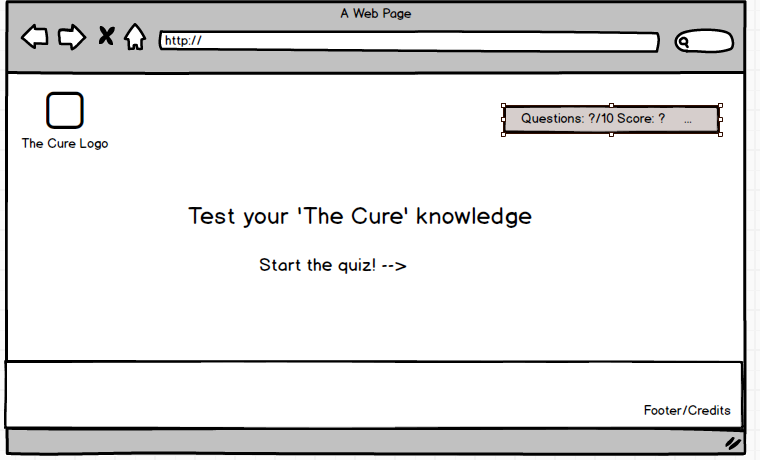 A Web Page
http://
Questions: ?/10 Score: ? ...
The Cure Logo
Test your 'The Cure' knowledge
Start the quiz! -->
Footer/Credits